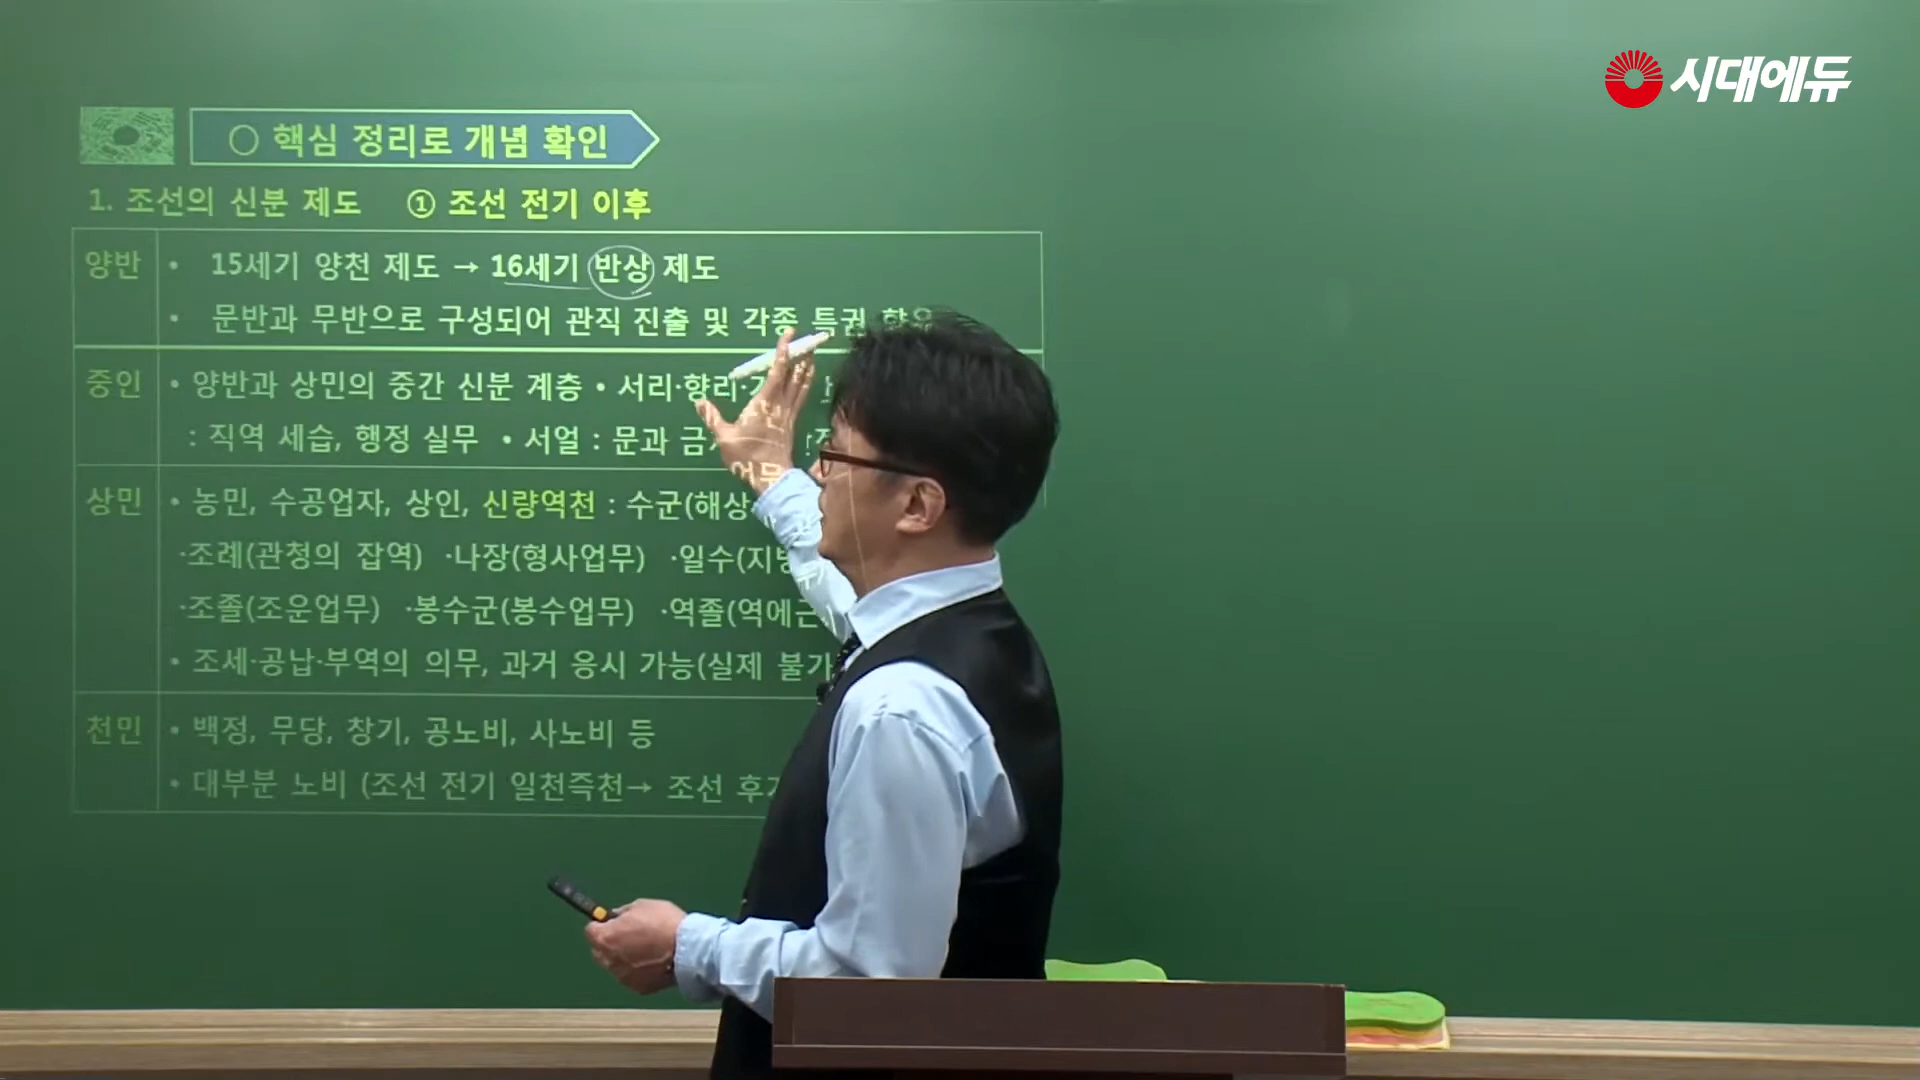 시대에듀
○ 핵심 정리로 개념 확인
1. 조선의 신분 제도 ① 조선 전기 이후
양반
• 15세기 양천 제도 → 16세기 반상 제도
• 문반과 무반으로 구성되어 관직 진출 및 각종 특권 향유
중인
• 양반과 상민의 중간 신분 계층 • 서리·향리·
: 직역 세습, 행정 실무 • 서얼 : 문과
상민
• 농민, 수공업자, 상인, 신량역천 : 수군(해상 업무
·조례(관청의 잡역) ·나장(형사업무) ·일수(지방
·조졸(조운업무) ·봉수군(봉수업무) ·역졸(역에근
• 조세·공납·부역의 의무, 과거 응시 가능(실제 불가
천민
• 백정, 무당, 창기, 공노비, 사노비 등
• 대부분 노비 (조선 전기 일천즉천→ 조선 후기